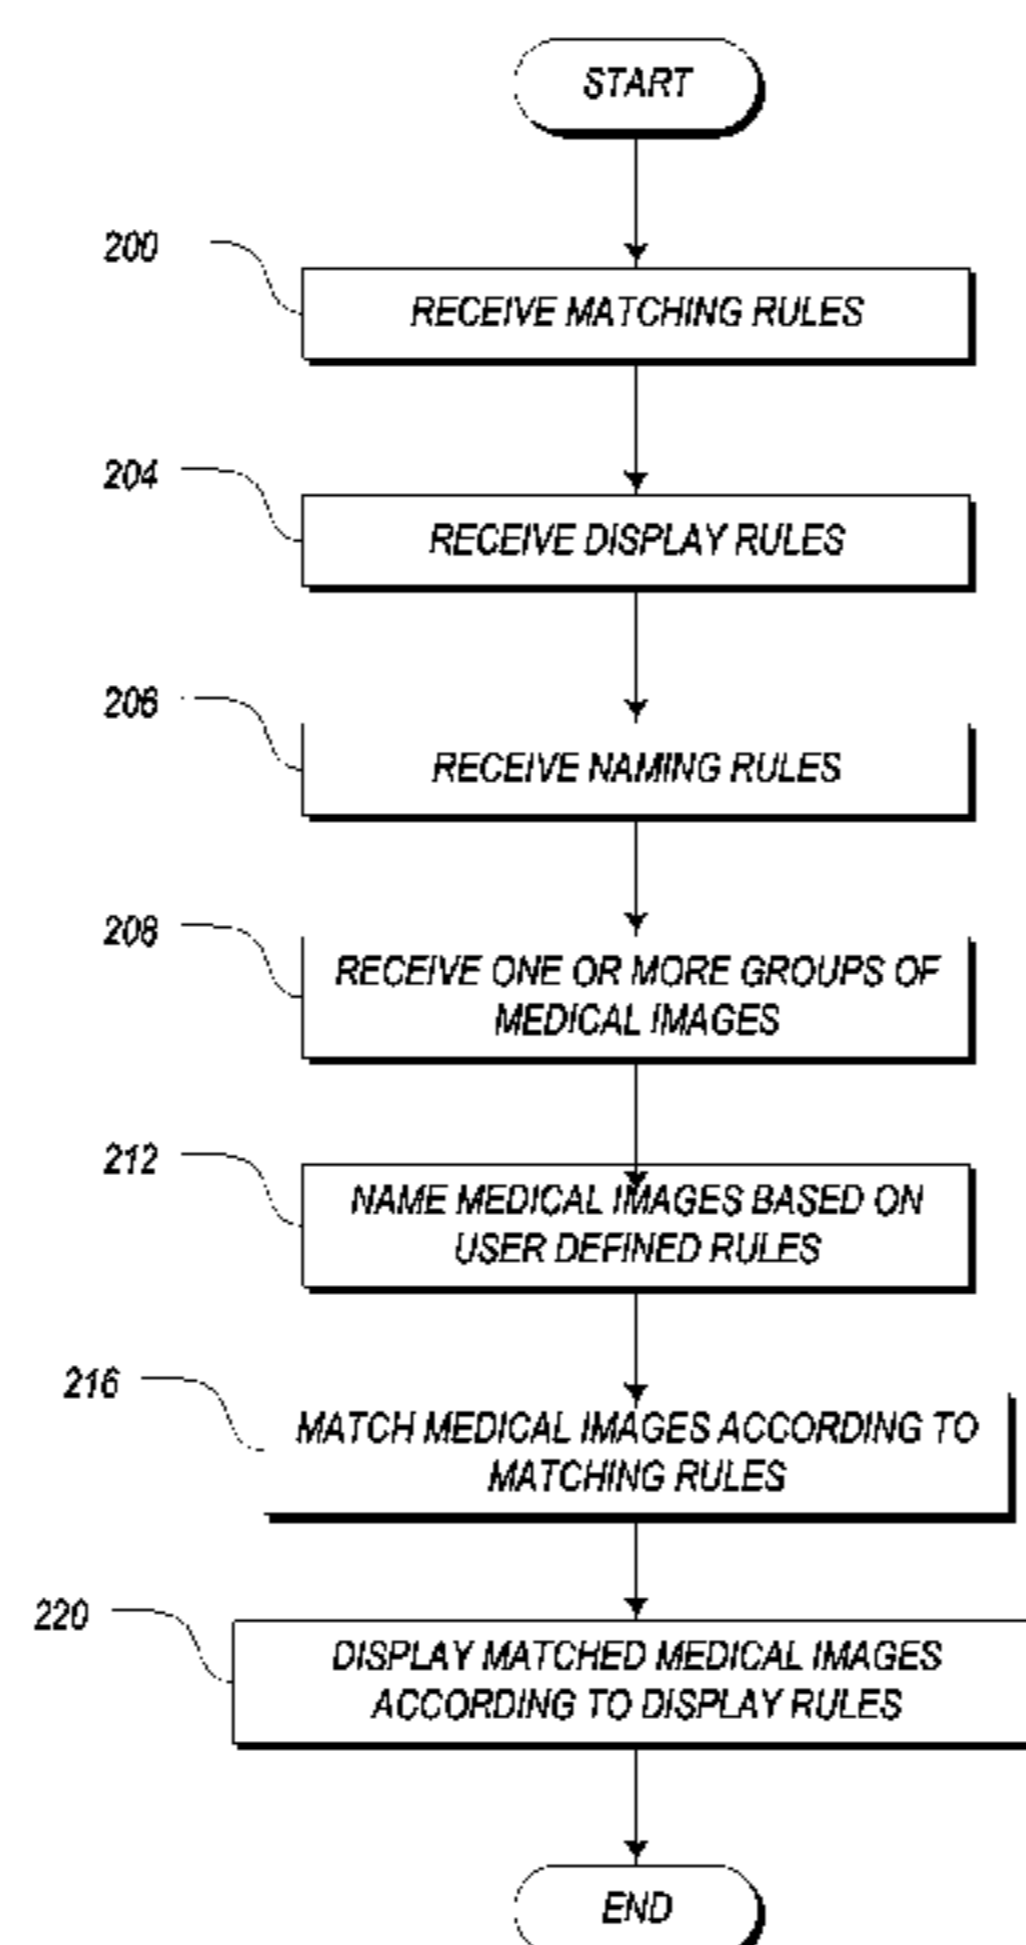 START
200
RECEIVE MATCHING RULES
204
RECEIVE DISPLAY RULES
206
RECEIVE NAMING RULES
208
RECEIVE ONE OR MORE GROUPS OF
MEDICAL IMAGES
212
NAME MEDICAL IMAGES BASED ON
USER DEFINED RULES
216
MATCH MEDICAL IMAGES ACCORDING TO
MATCHING RULES
220
DISPLAY MATCHED MEDICAL IMAGES
ACCORDING TO DISPLAY RULES
END